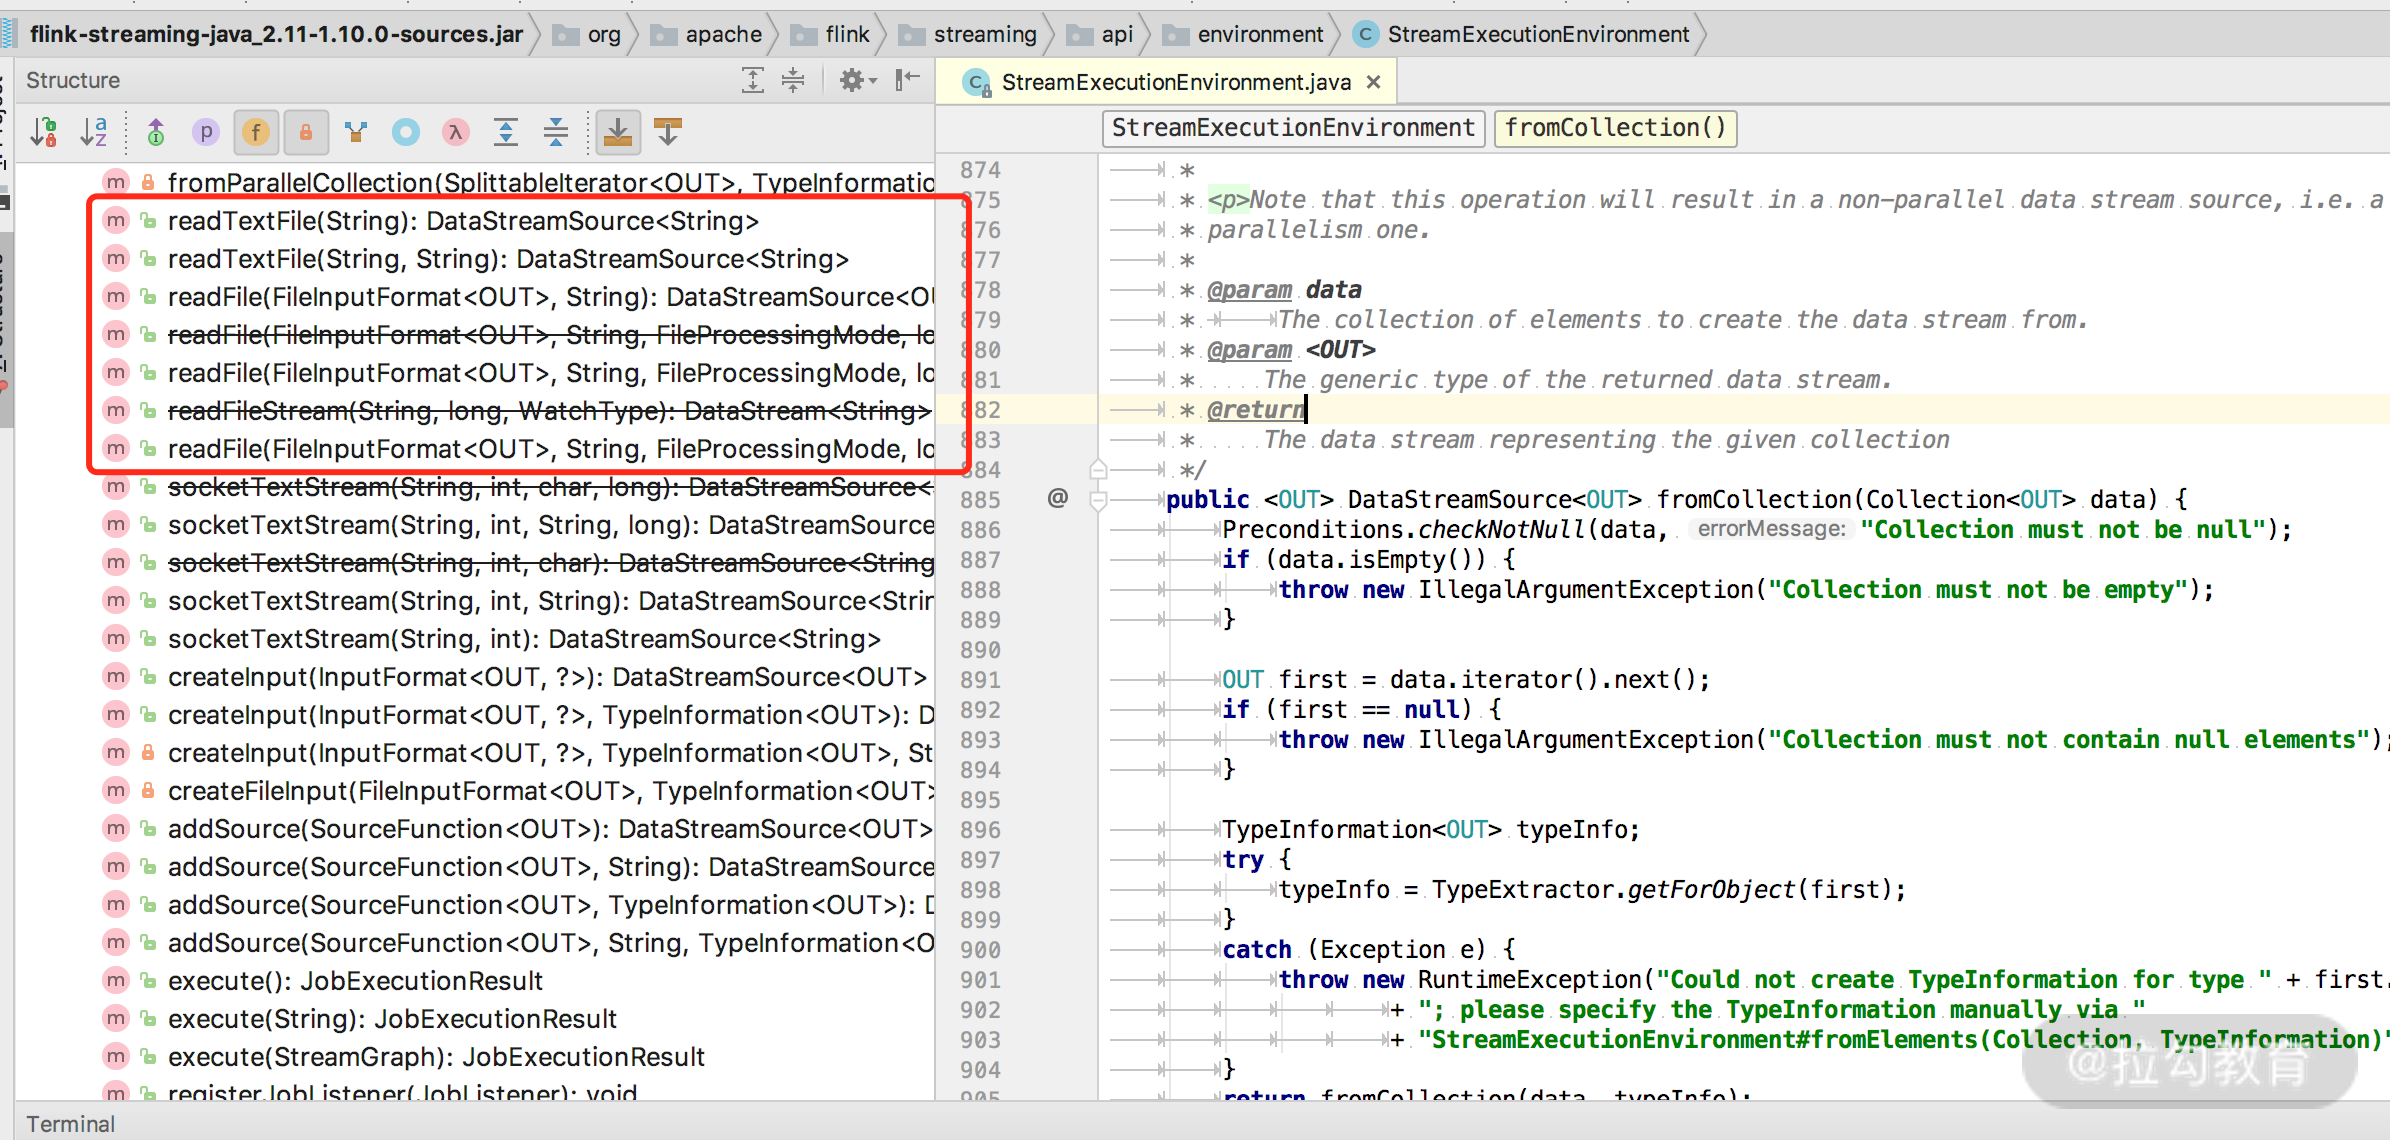 flink-streaming-java_2.11-1.10.0-sources.jar org apache flink streaming api environment C StreamExecutionEnvironment
Structure
C StreamExecutionEnvironment.java ×
StreamExecutionEnvironment fromCollection()
m fromParallelCollection(SplittableIterator<OUT>, TypeInformatio
m readTextFile(String): DataStreamSource<String>
m readTextFile(String, String): DataStreamSource<String>
m readFile(FileInputFormat<OUT>, String): DataStreamSource<OU
m readFile(FileInputFormat<OUT>, String, FileProcessingMode, lo
m readFile(FileInputFormat<OUT>, String, FileProcessingMode, lo
m readFileStream(String, long, WatchType): DataStream<String>
m readFile(FileInputFormat<OUT>, String, FileProcessingMode, lo
m socketTextStream(String, int, char, long): DataStreamSource<
m socketTextStream(String, int, String, long): DataStreamSource
m socketTextStream(String, int, char): DataStreamSource<String
m socketTextStream(String, int, String): DataStreamSource<Strin
m socketTextStream(String, int): DataStreamSource<String>
m createInput(InputFormat<OUT, ?>): DataStreamSource<OUT>
m createInput(InputFormat<OUT, ?>, TypeInformation<OUT>): D
m createInput(InputFormat<OUT, ?>, TypeInformation<OUT>, St
m createFileInput(FileInputFormat<OUT>, TypeInformation<OUT>
m addSource(SourceFunction<OUT>): DataStreamSource<OUT>
m addSource(SourceFunction<OUT>, String): DataStreamSource
m addSource(SourceFunction<OUT>, TypeInformation<OUT>): D
m addSource(SourceFunction<OUT>, String, TypeInformation<O
m execute(): JobExecutionResult
m execute(String): JobExecutionResult
m execute(StreamGraph): JobExecutionResult
m registerJobListener(JobListener): void
874 *
875 * <p>Note that this operation will result in a non-parallel data stream source, i.e. a
876 * parallelism one.
877 *
878 * @param data
879 * The collection of elements to create the data stream from.
880 * @param <OUT>
881 * The generic type of the returned data stream.
882 * @return
883 * The data stream representing the given collection
884 */
885 @ public <OUT> DataStreamSource<OUT> fromCollection(Collection<OUT> data) {
886 Preconditions.checkNotNull(data, errorMessage: "Collection must not be null");
887 if (data.isEmpty()) {
888 throw new IllegalArgumentException("Collection must not be empty");
889 }
890
891 OUT first = data.iterator().next();
892 if (first == null) {
893 throw new IllegalArgumentException("Collection must not contain null elements");
894 }
895
896 TypeInformation<OUT> typeInfo;
897 try {
898 typeInfo = TypeExtractor.getForObject(first);
899 }
900 catch (Exception e) {
901 throw new RuntimeException("Could not create TypeInformation for type " + first.
902 + "; please specify the TypeInformation manually via "
903 + "StreamExecutionEnvironment#fromElements(Collection, TypeInformation)"
904 }
905 return fromCollection(data, typeInfo);
@拉勾教育
Terminal